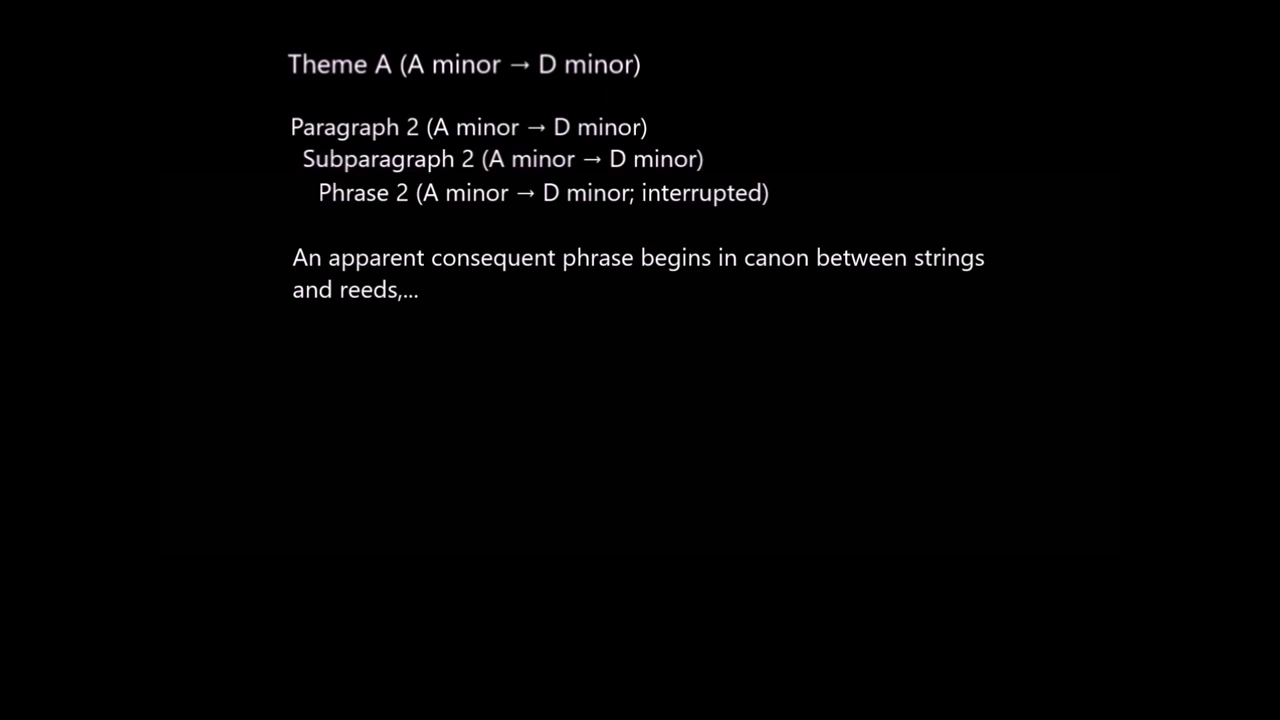 Theme A (A minor → D minor)
Paragraph 2 (A minor → D minor)
Subparagraph 2 (A minor → D minor)
Phrase 2 (A minor → D minor; interrupted)
An apparent consequent phrase begins in canon between strings
and reeds,...